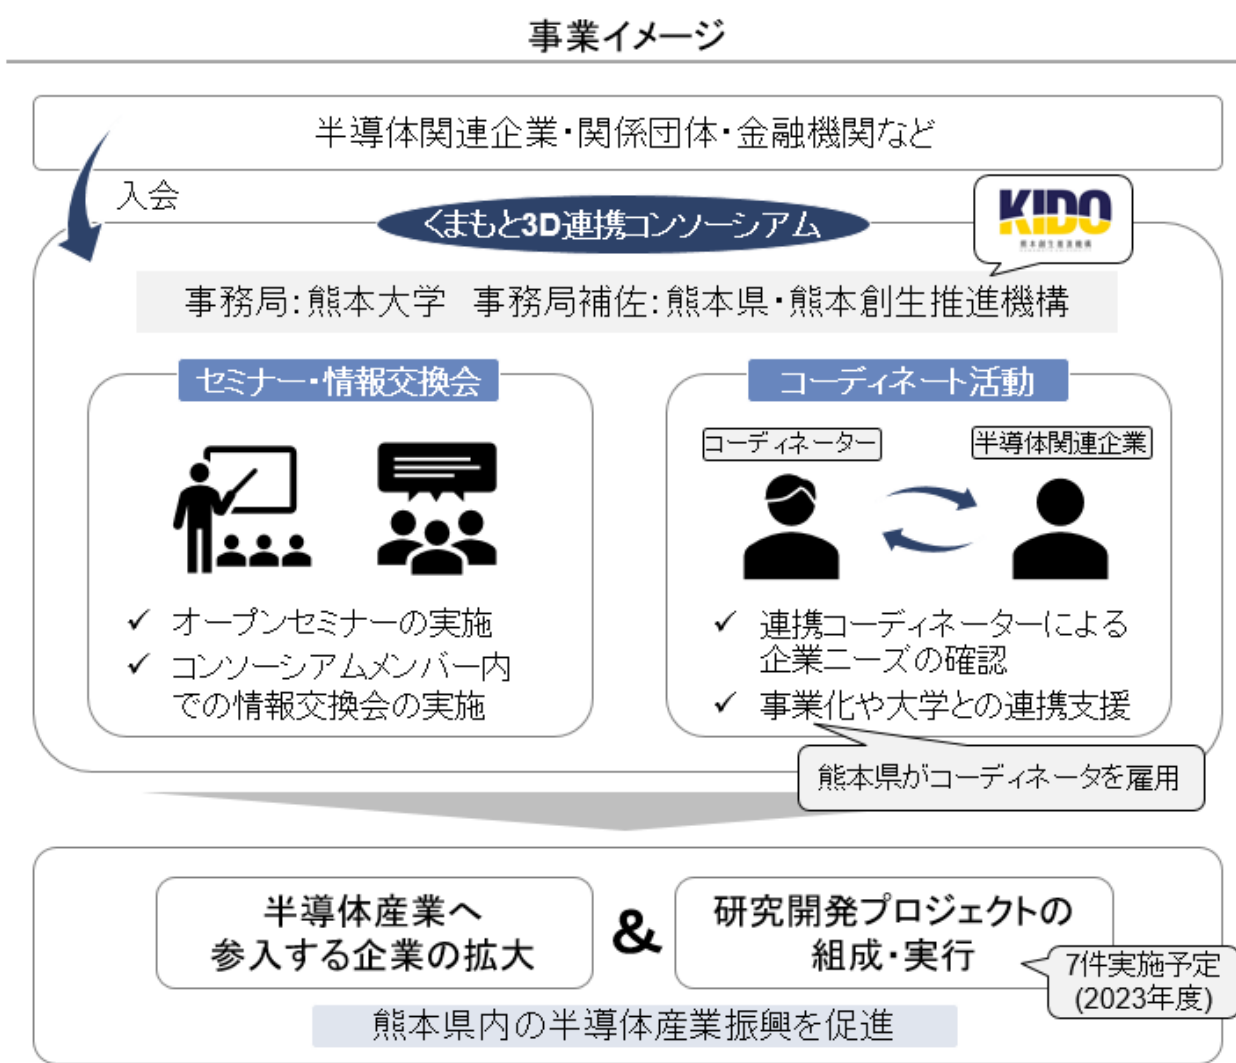 事業イメージ
半導体関連企業・関係団体・金融機関など
入会
くまもと3D連携コンソーシアム
KIDO
熊本創生推進機構
事務局:熊本大学 事務局補佐:熊本県・熊本創生推進機構
セミナー・情報交換会
✓ オープンセミナーの実施
✓ コンソーシアムメンバー内
での情報交換会の実施
コーディネート活動
コーディネーター
半導体関連企業
✓ 連携コーディネーターによる
企業ニーズの確認
✓ 事業化や大学との連携支援
熊本県がコーディネータを雇用
半導体産業へ
参入する企業の拡大
&
研究開発プロジェクトの
組成・実行
7件実施予定
(2023年度)
熊本県内の半導体産業振興を促進